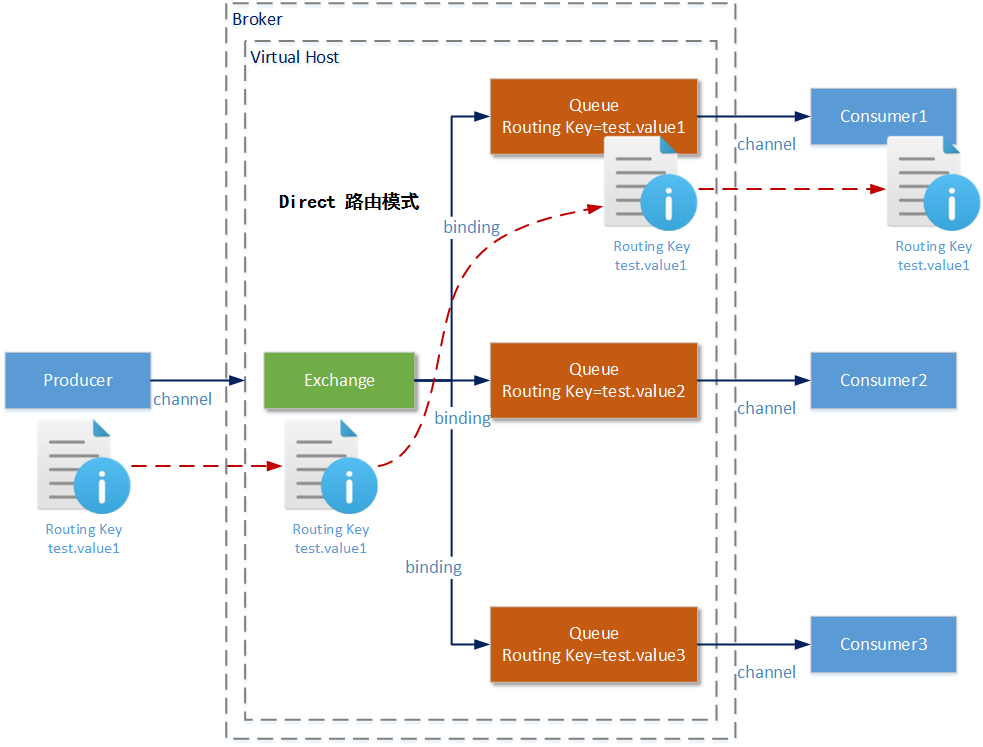 Broker
Virtual Host
Queue
Routing Key=test.value1
Consumer1
channel
Direct 路由模式
binding
Routing Key
test.value1
Routing Key
test.value1
Producer
channel
Exchange
Queue
Routing Key=test.value2
Consumer2
channel
binding
Routing Key
test.value1
Routing Key
test.value1
binding
Queue
Routing Key=test.value3
Consumer3
channel